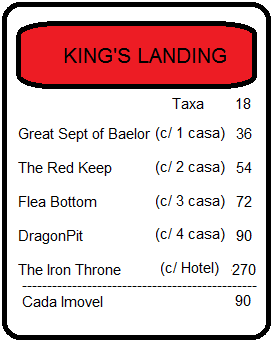 KING'S LANDING
Taxa 18
Great Sept of Baelor (c/ 1 casa) 36
The Red Keep (c/ 2 casa) 54
Flea Bottom (c/ 3 casa) 72
DragonPit (c/ 4 casa) 90
The Iron Throne (c/ Hotel) 270
Cada Imovel 90